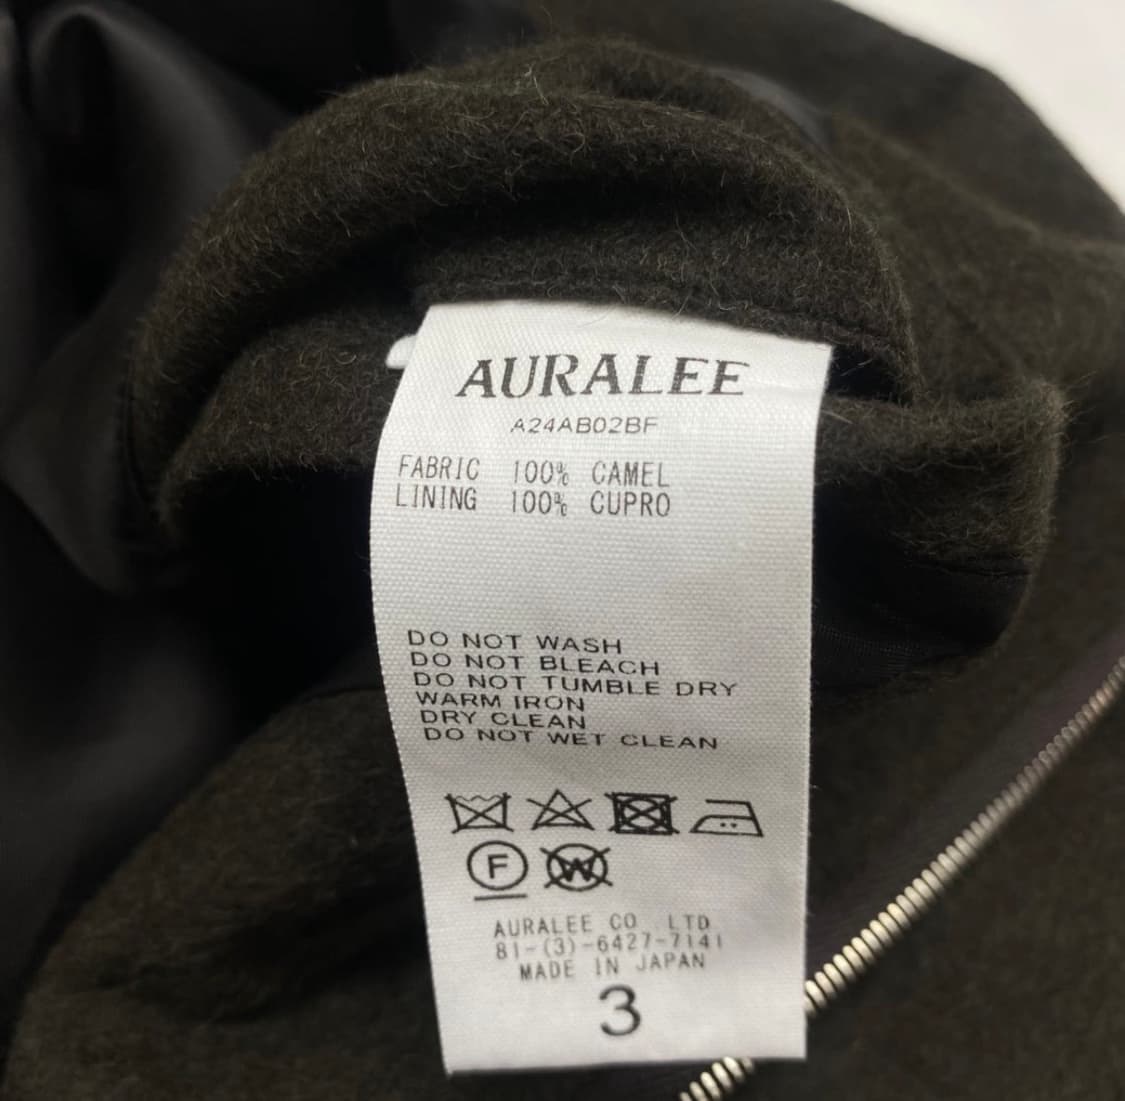 AURALEE
A24AB02BF
FABRIC 100% CAMEL
LINING 100% CUPRO
DO NOT WASH
DO NOT BLEACH
DO NOT TUMBLE DRY
WARM IRON
DRY CLEAN
DO NOT WET CLEAN
F W
AURALEE CO LTD
81-(3)-6427-7141
MADE IN JAPAN
3